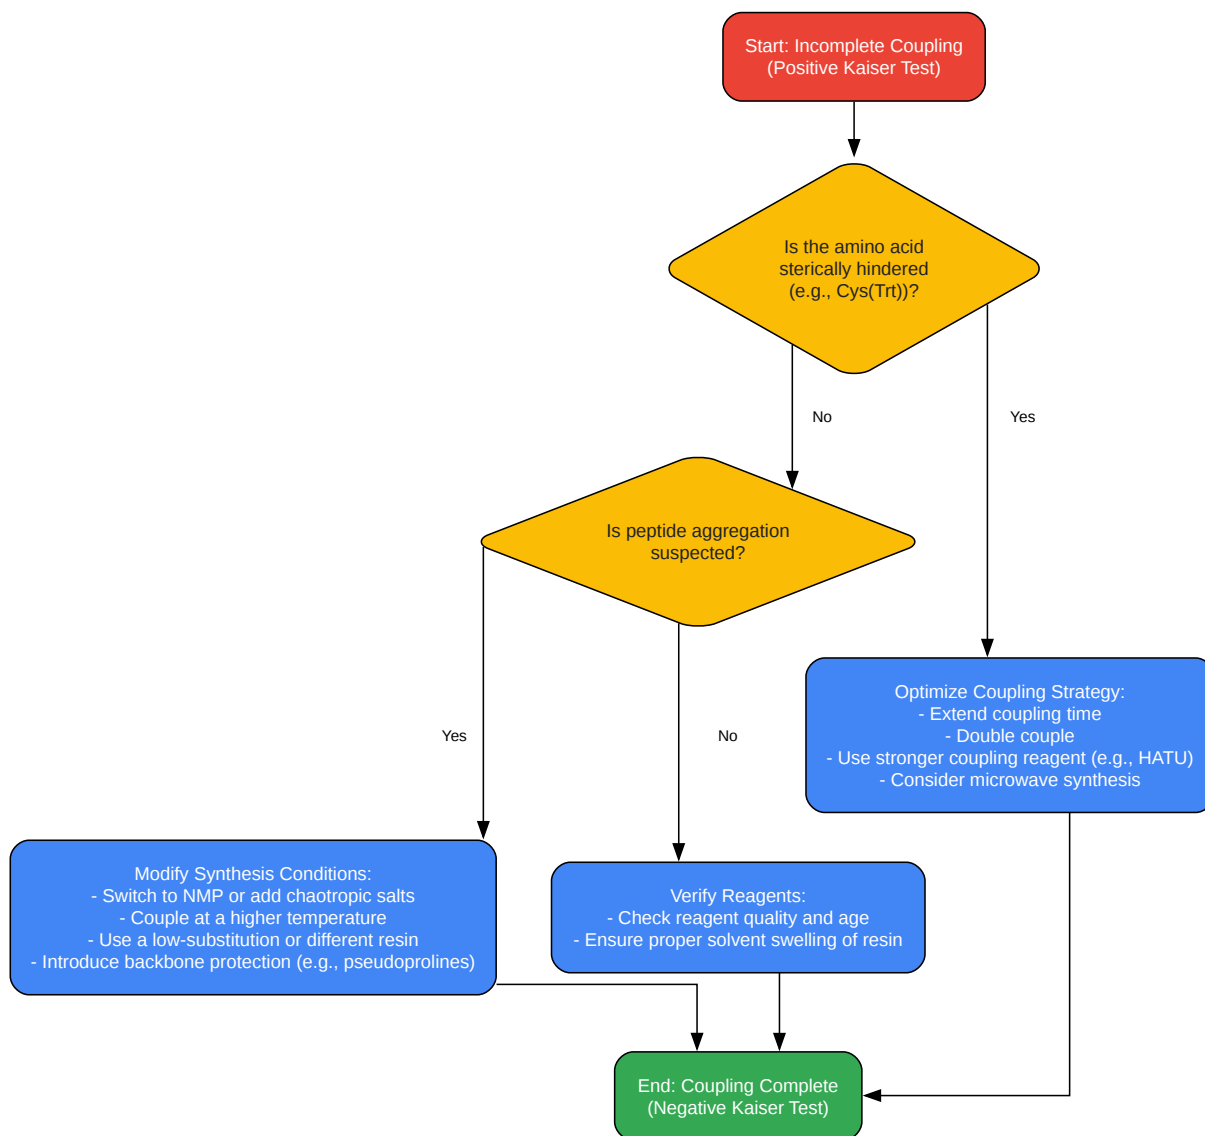 Start: Incomplete Coupling
(Positive Kaiser Test)
Is the amino acid
sterically hindered
(e.g., Cys(Trt))?
No
Yes
Is peptide aggregation
suspected?
Yes
No
Optimize Coupling Strategy:
- Extend coupling time
- Double couple
- Use stronger coupling reagent (e.g., HATU)
- Consider microwave synthesis
Modify Synthesis Conditions:
- Switch to NMP or add chaotropic salts
- Couple at a higher temperature
- Use a low-substitution or different resin
- Introduce backbone protection (e.g., pseudoprolines)
Verify Reagents:
- Check reagent quality and age
- Ensure proper solvent swelling of resin
End: Coupling Complete
(Negative Kaiser Test)